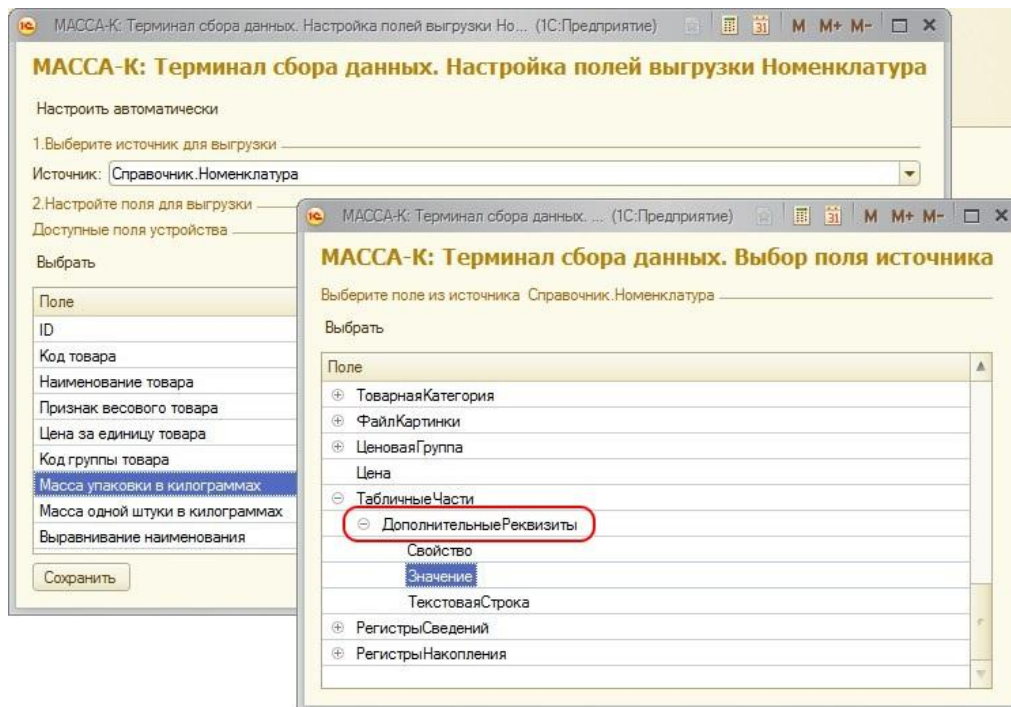 МАССА-К: Терминал сбора данных. Настройка полей выгрузки Но... (1С:Предприятие)
M M+ M-
МАССА-К: Терминал сбора данных. Настройка полей выгрузки Номенклатура
Настроить автоматически
1.Выберите источник для выгрузки
Источник: Справочник.Номенклатура
2.Настройте поля для выгрузки
Доступные поля устройства
Выбрать
Поле
ID
Код товара
Наименование товара
Признак весового товара
Цена за единицу товара
Код группы товара
Масса упаковки в килограммах
Масса одной штуки в килограммах
Выравнивание наименования
Сохранить
МАССА-К: Терминал сбора данных. ... (1С:Предприятие)
31 M M+ M-
МАССА-К: Терминал сбора данных. Выбор поля источника
Выберите поле из источника Справочник.Номенклатура
Выбрать
Поле
ТоварнаяКатегория
ФайлКартинки
ЦеноваяГруппа
Цена
ТабличныеЧасти
ДополнительныеРеквизиты
Свойство
Значение
ТекстоваяСтрока
РегистрыСведений
РегистрыНакопления